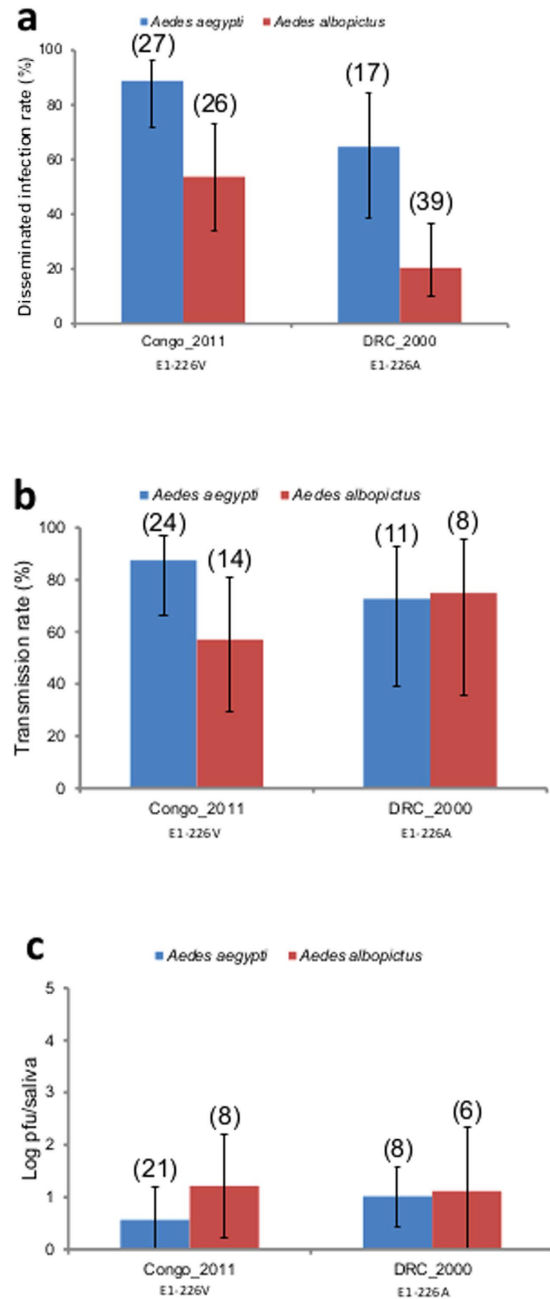 a
Aedes aegypti Aedes albopictus
Disseminated infection rate (%)
100
80
60
40
20
0
(27)
(26)
(17)
(39)
Congo_2011 DRC_2000
E1-226V E1-226A
b
Aedes aegypti Aedes albopictus
Transmission rate (%)
100
80
60
40
20
0
(24)
(14)
(11)
(8)
Congo_2011 DRC_2000
E1-226V E1-226A
c
Aedes aegypti Aedes albopictus
Log pfu/saliva
5
4
3
2
1
0
(21)
(8)
(8)
(6)
Congo_2011 DRC_2000
E1-226V E1-226A